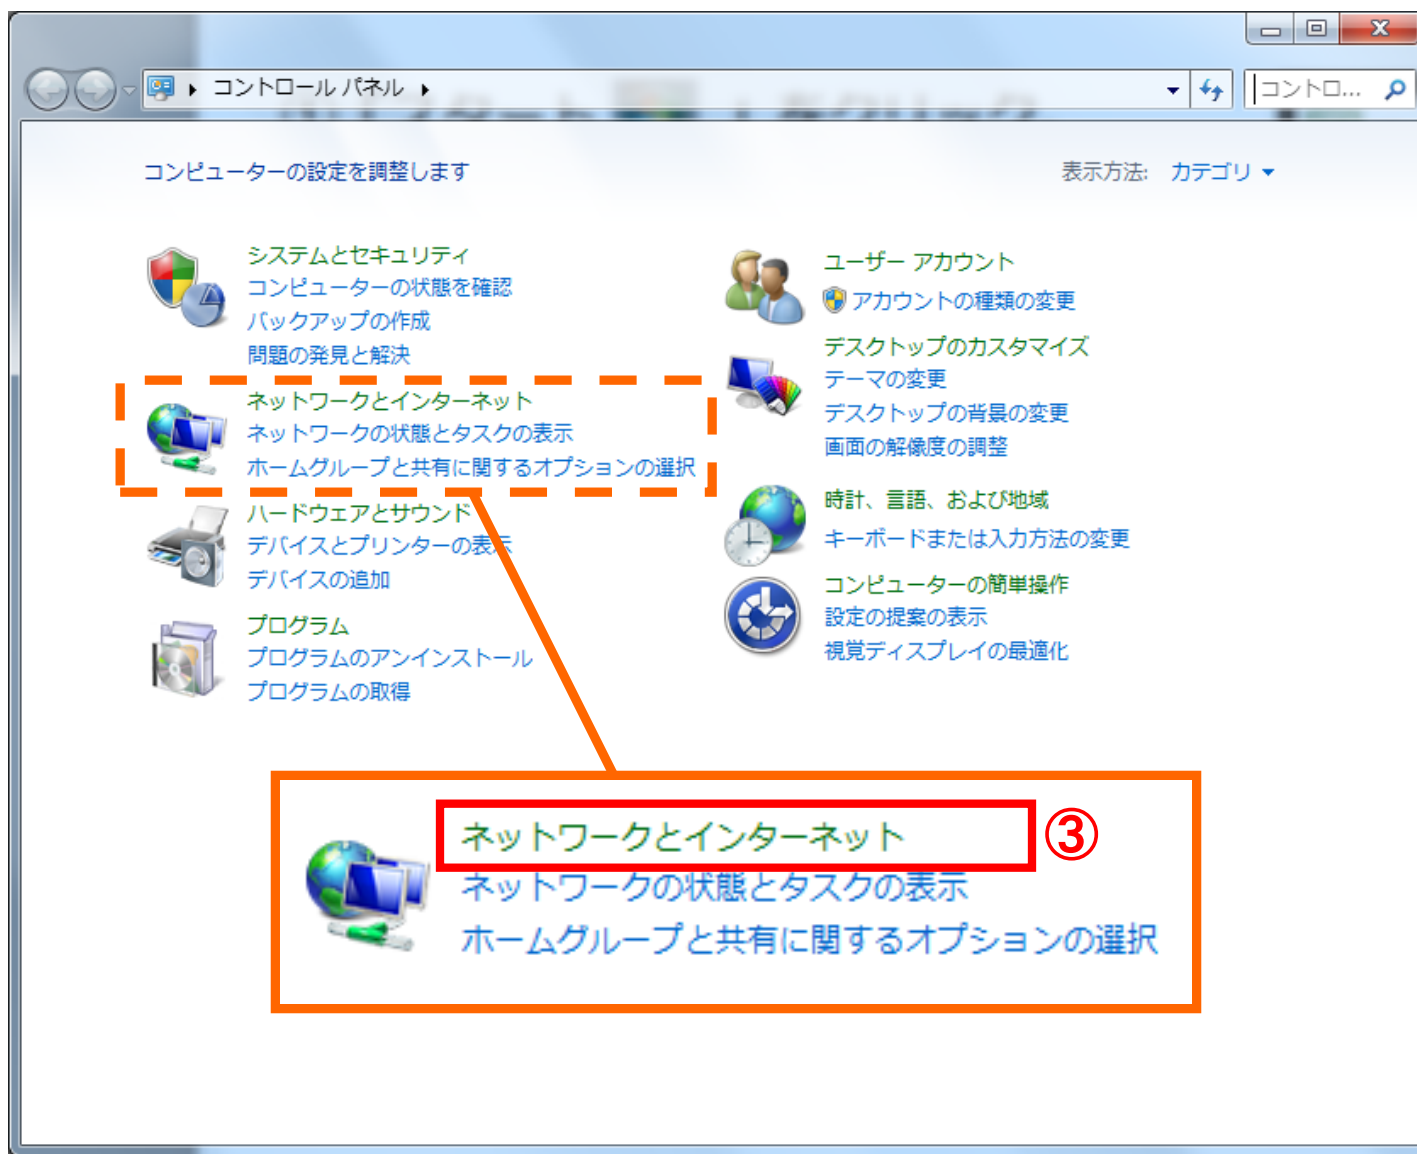 コントロール パネル
コントロ...
コンピューターの設定を調整します
表示方法: カテゴリ
システムとセキュリティ
コンピューターの状態を確認
バックアップの作成
問題の発見と解決
ネットワークとインターネット
ネットワークの状態とタスクの表示
ホームグループと共有に関するオプションの選択
ハードウェアとサウンド
デバイスとプリンターの表示
デバイスの追加
プログラム
プログラムのアンインストール
プログラムの取得
ユーザー アカウント
アカウントの種類の変更
デスクトップのカスタマイズ
テーマの変更
デスクトップの背景の変更
画面の解像度の調整
時計、言語、および地域
キーボードまたは入力方法の変更
コンピューターの簡単操作
設定の提案の表示
視覚ディスプレイの最適化
ネットワークとインターネット ③
ネットワークの状態とタスクの表示
ホームグループと共有に関するオプションの選択